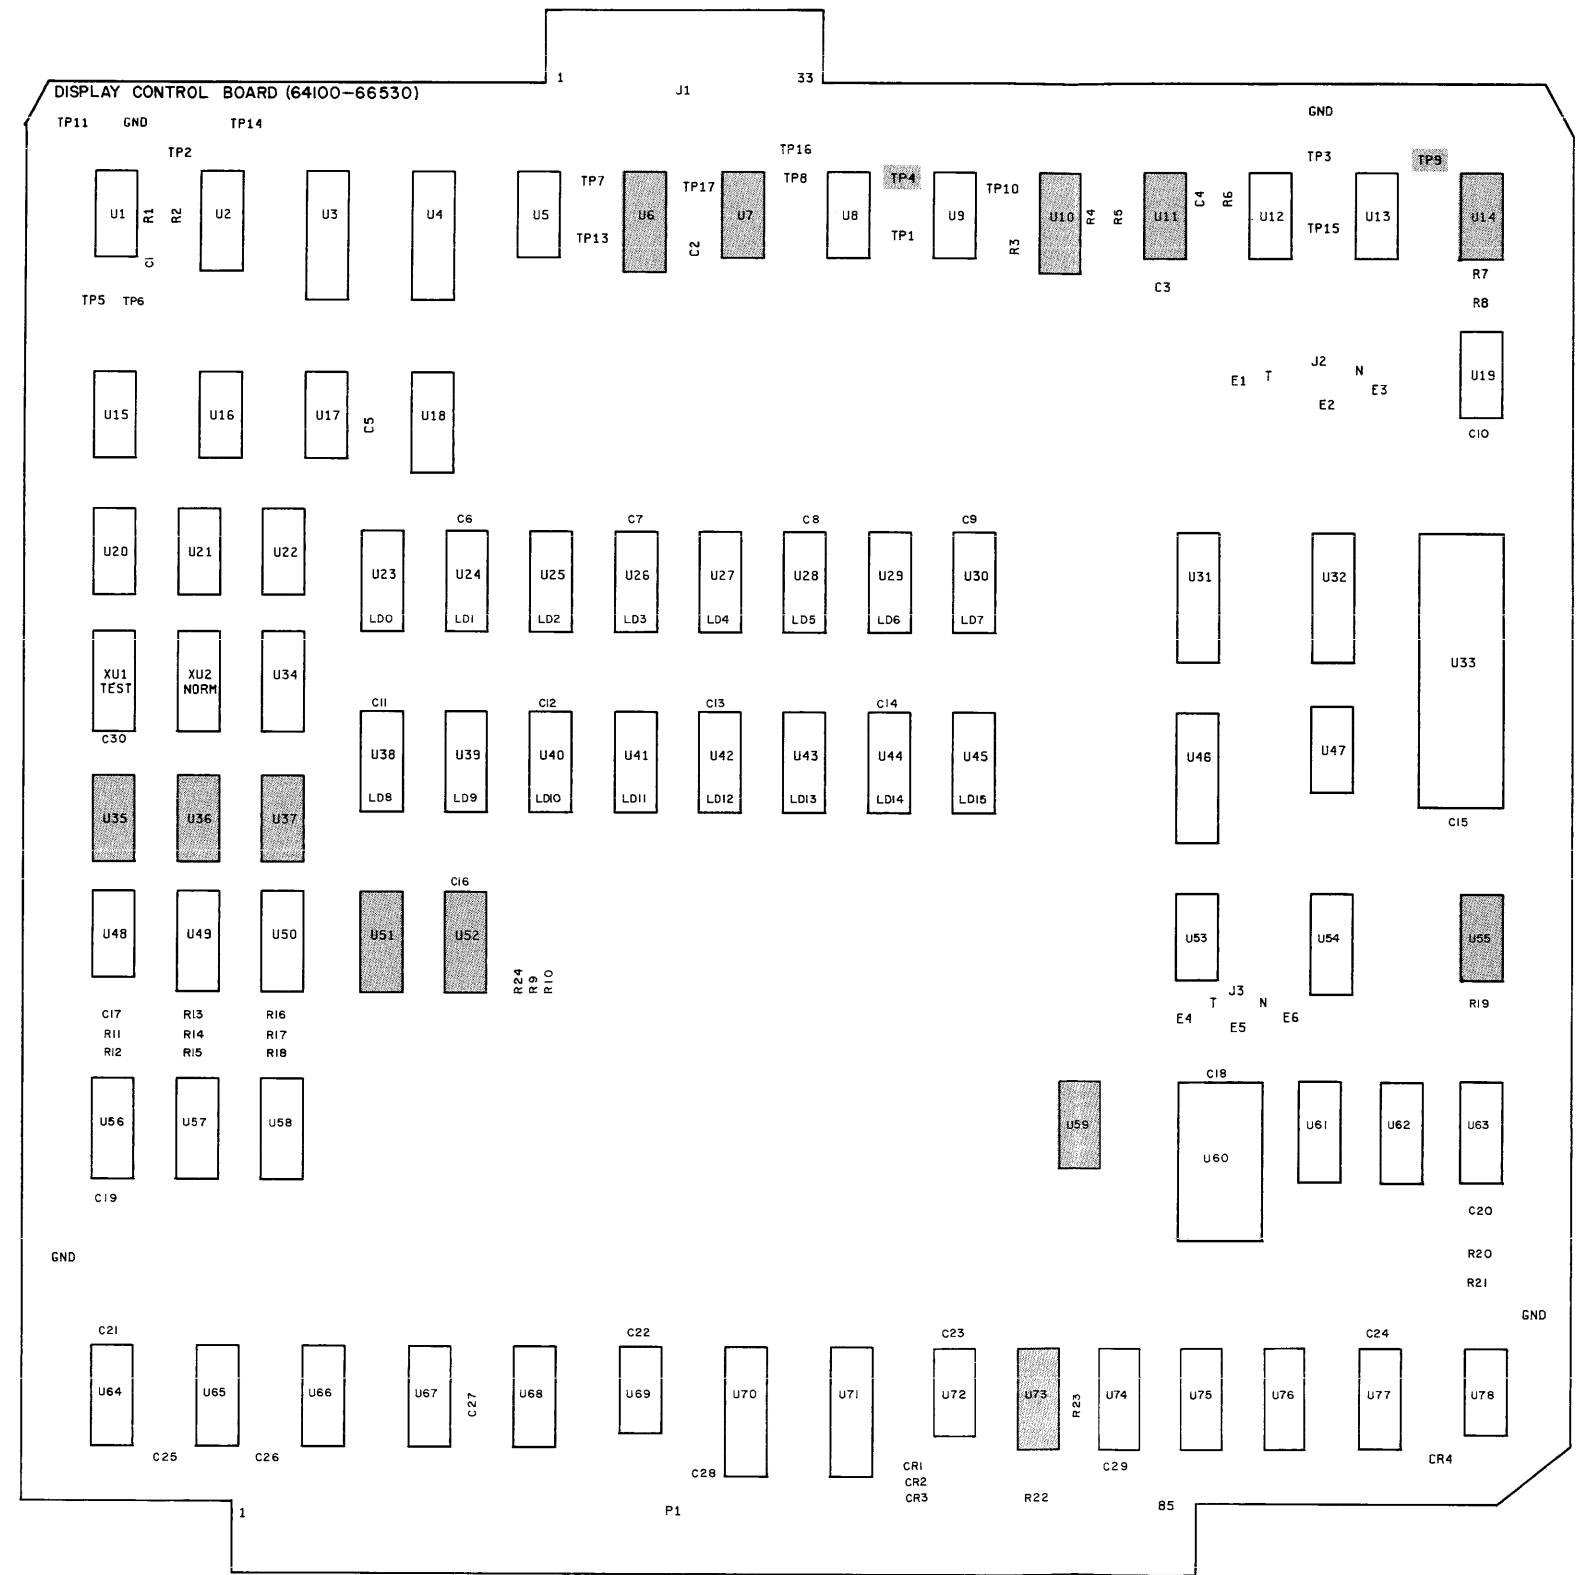 1 33
J1
DISPLAY CONTROL BOARD (64100-66530)
GND
TP11 GND TP14
TP2 TP16 TP3 TP9
TP7 TP17 TP8 TP4 TP10
U1 R1 R2 U2 U3 U4 U5 U6 U7 U8 U9 U10 R4 R5 U11 C4 R6 U12 U13 U14
TP13 C2 TP1 R3 TP15
C1
R7
C3
TP5 TP6 R8
J2
E1 T N E3
U19
E2
U15 U16 U17 C5 U18
C10
C6 C7 C8 C9
U20 U21 U22
U23 U24 U25 U26 U27 U28 U29 U30 U31 U32
LD0 LD1 LD2 LD3 LD4 LD5 LD6 LD7
U33
XU1 XU2 U34
TEST NORM
C11 C12 C13 C14
C30
U38 U39 U40 U41 U42 U43 U44 U45 U46 U47
LD8 LD9 LD10 LD11 LD12 LD13 LD14 LD15
U35 U36 U37
C15
C16
U48 U49 U50 U51 U52 U53 U54 U55
R24 R9 R10
J3
T N R19
C17 R13 R16
E4 E5 E6
R11 R14 R17
R12 R15 R18
C18
U56 U57 U58 U59 U61 U62 U63
U60
C19
C20
GND
R20
R21
GND
C21 C22 C23 C24
U64 U65 U66 U67 C27 U68 U69 U70 U71 U72 U73 R23 U74 U75 U76 U77 U78
C25 C26 CR4
CR1 C29
C28
CR2
CR3 R22
1 P1 85